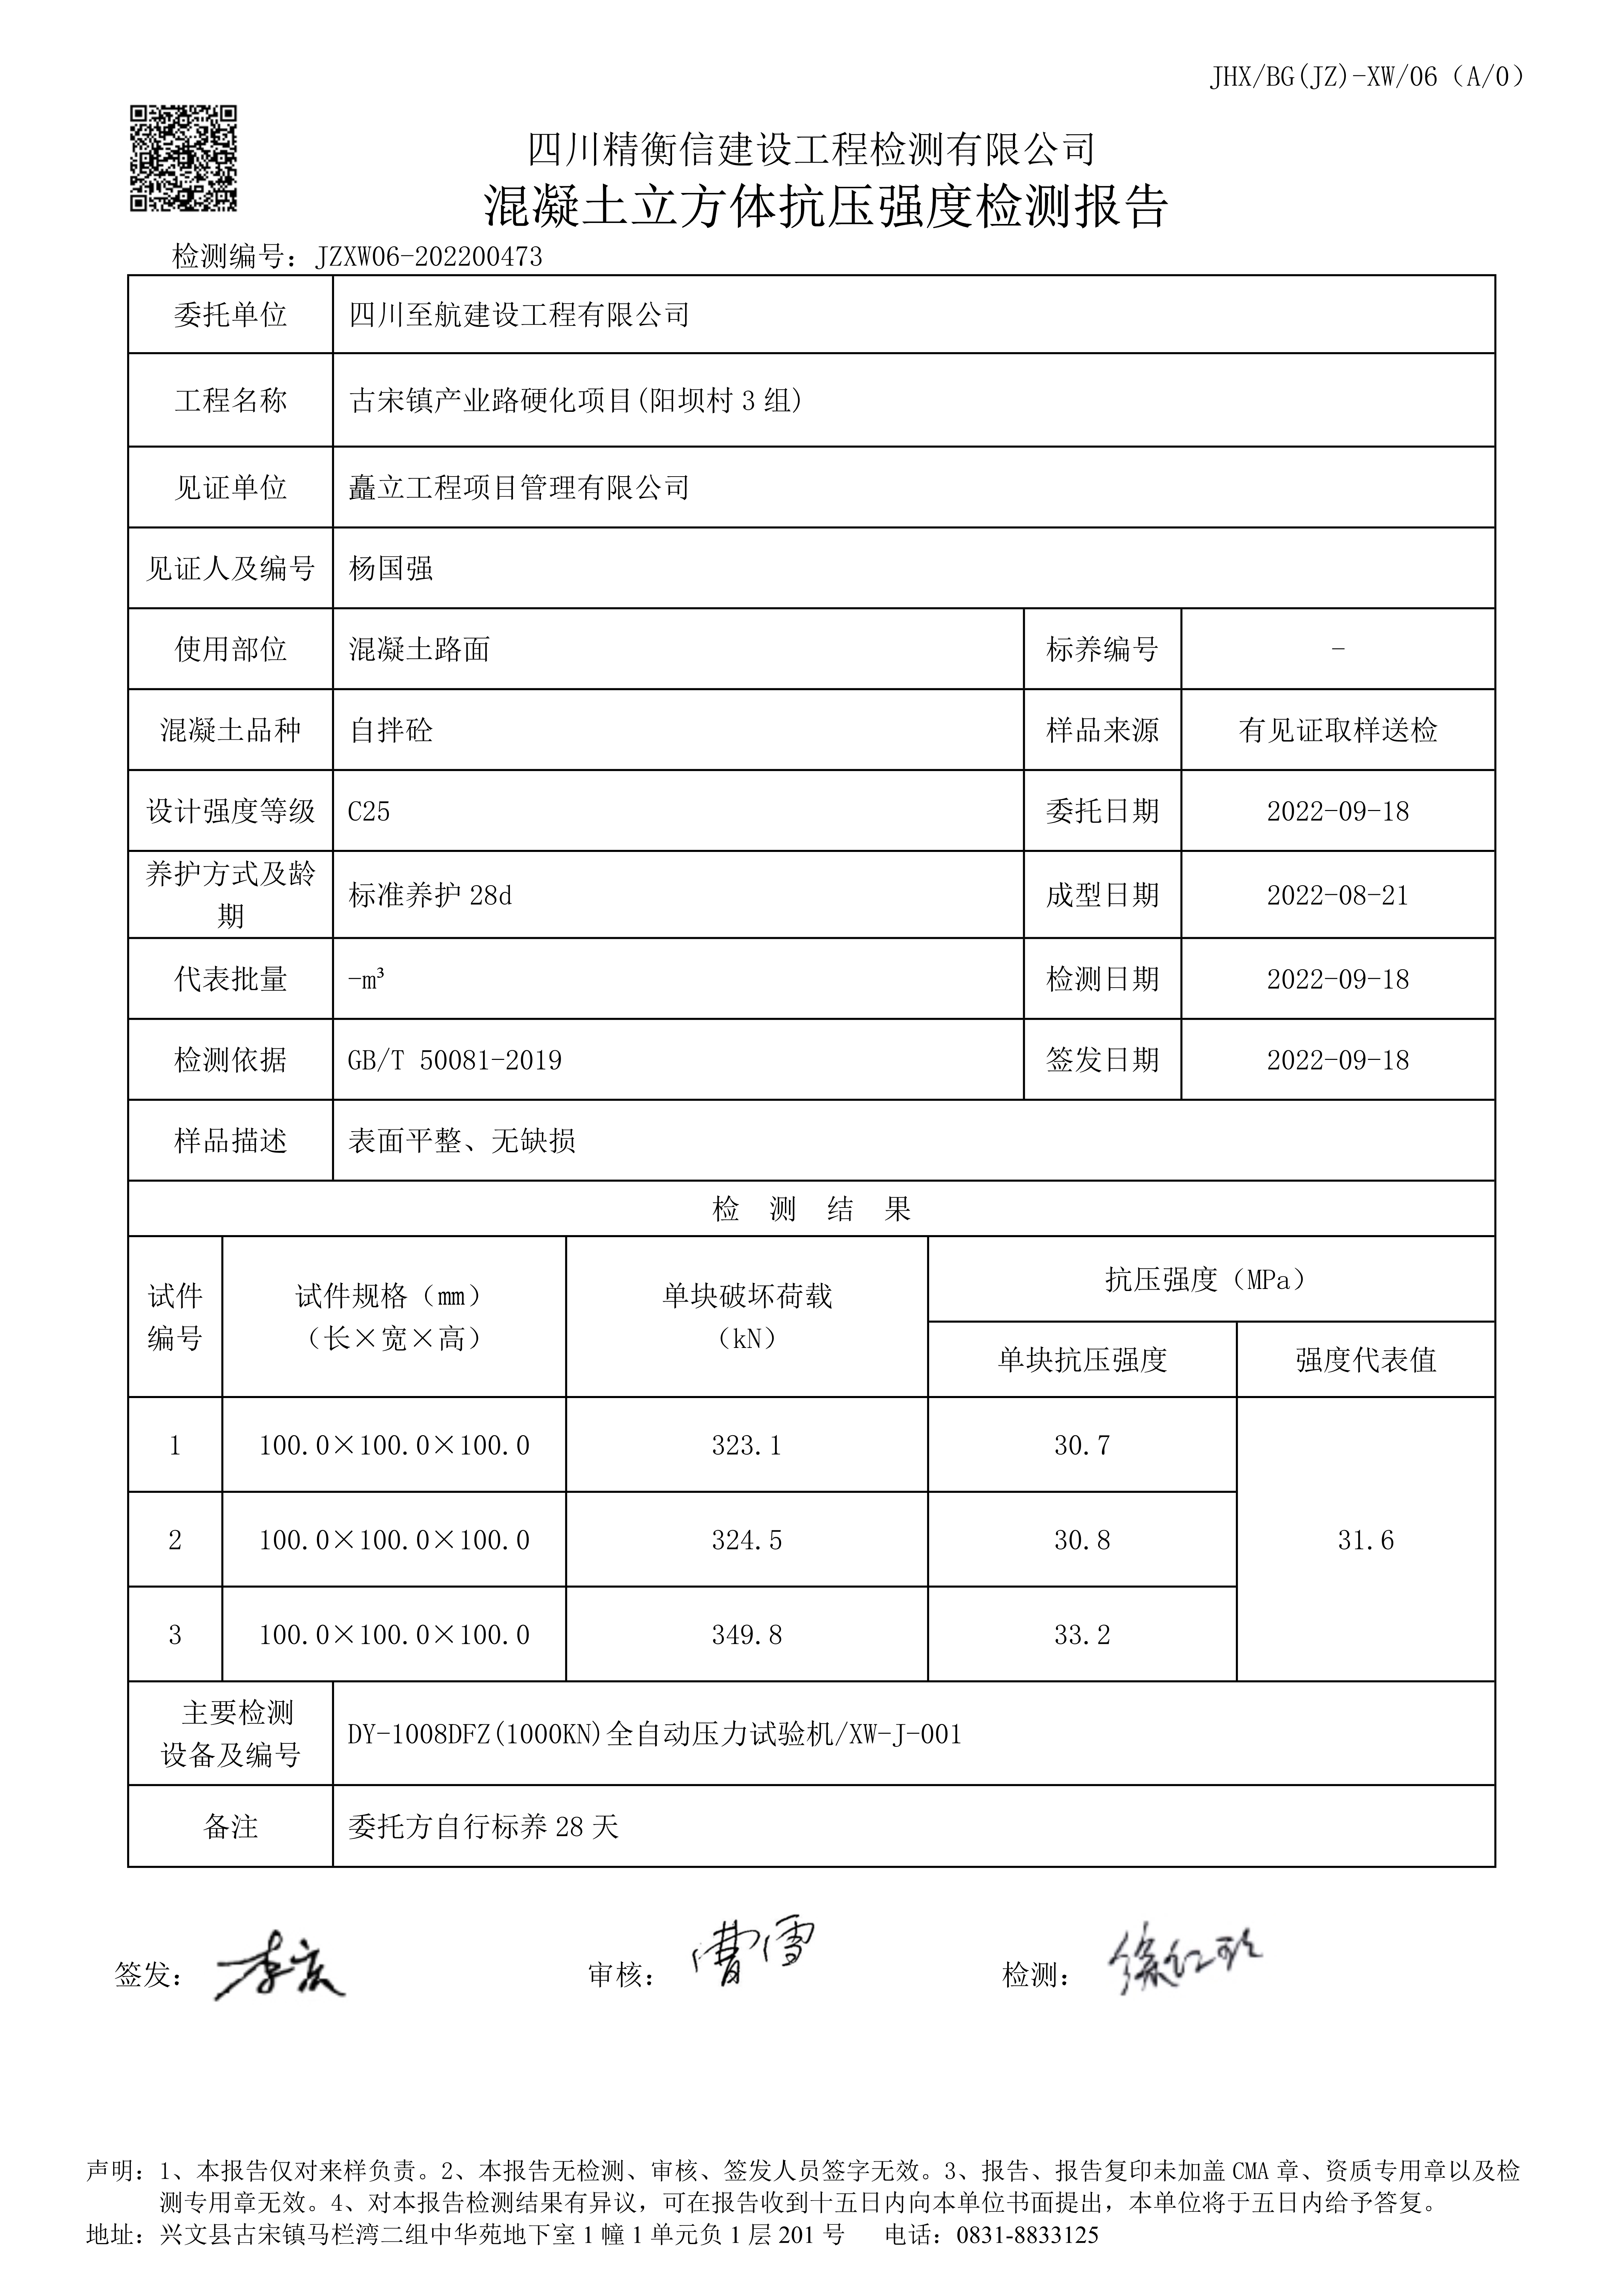 JHX/BG(JZ)-XW/06（A/0）
四川精衡信建设工程检测有限公司
混凝土立方体抗压强度检测报告
检测编号：JZXW06-202200473
委托单位 四川至航建设工程有限公司
工程名称 古宋镇产业路硬化项目(阳坝村 3 组)
见证单位 矗立工程项目管理有限公司
见证人及编号 杨国强
使用部位 混凝土路面 标养编号 -
混凝土品种 自拌砼 样品来源 有见证取样送检
设计强度等级 C25 委托日期 2022-09-18
养护方式及龄
期 标准养护 28d 成型日期 2022-08-21
代表批量 -m³ 检测日期 2022-09-18
检测依据 GB/T 50081-2019 签发日期 2022-09-18
样品描述 表面平整、无缺损
检 测 结 果
试件
编号
试件规格（mm）
（长×宽×高）
单块破坏荷载
（kN）
抗压强度（MPa）
单块抗压强度 强度代表值
1 100.0×100.0×100.0 323.1 30.7
2 100.0×100.0×100.0 324.5 30.8 31.6
3 100.0×100.0×100.0 349.8 33.2
主要检测
设备及编号
DY-1008DFZ(1000KN)全自动压力试验机/XW-J-001
备注 委托方自行标养 28 天
签发： 审核：曹雪 检测：
声明：1、本报告仅对来样负责。2、本报告无检测、审核、签发人员签字无效。3、报告、报告复印未加盖 CMA 章、资质专用章以及检
测专用章无效。4、对本报告检测结果有异议，可在报告收到十五日内向本单位书面提出，本单位将于五日内给予答复。
地址：兴文县古宋镇马栏湾二组中华苑地下室 1 幢 1 单元负 1 层 201 号 电话：0831-8833125